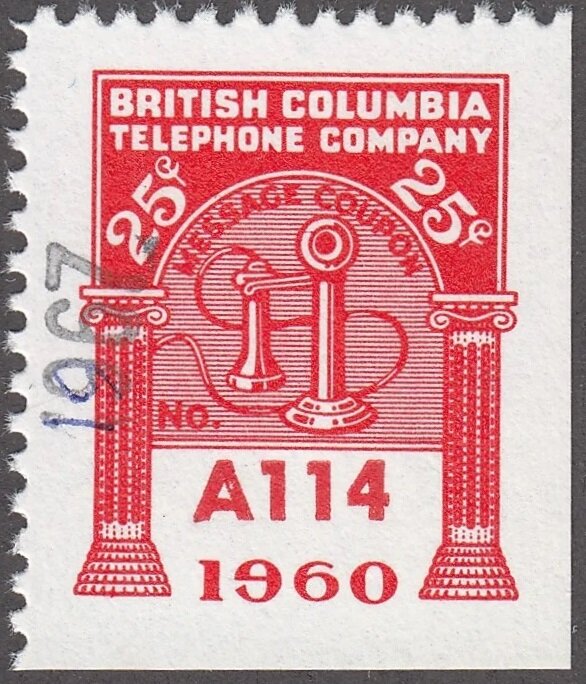 BRITISH COLUMBIA
TELEPHONE COMPANY
25¢ 25¢
MESSAGE COUPON
NO.
A114
1960
1967